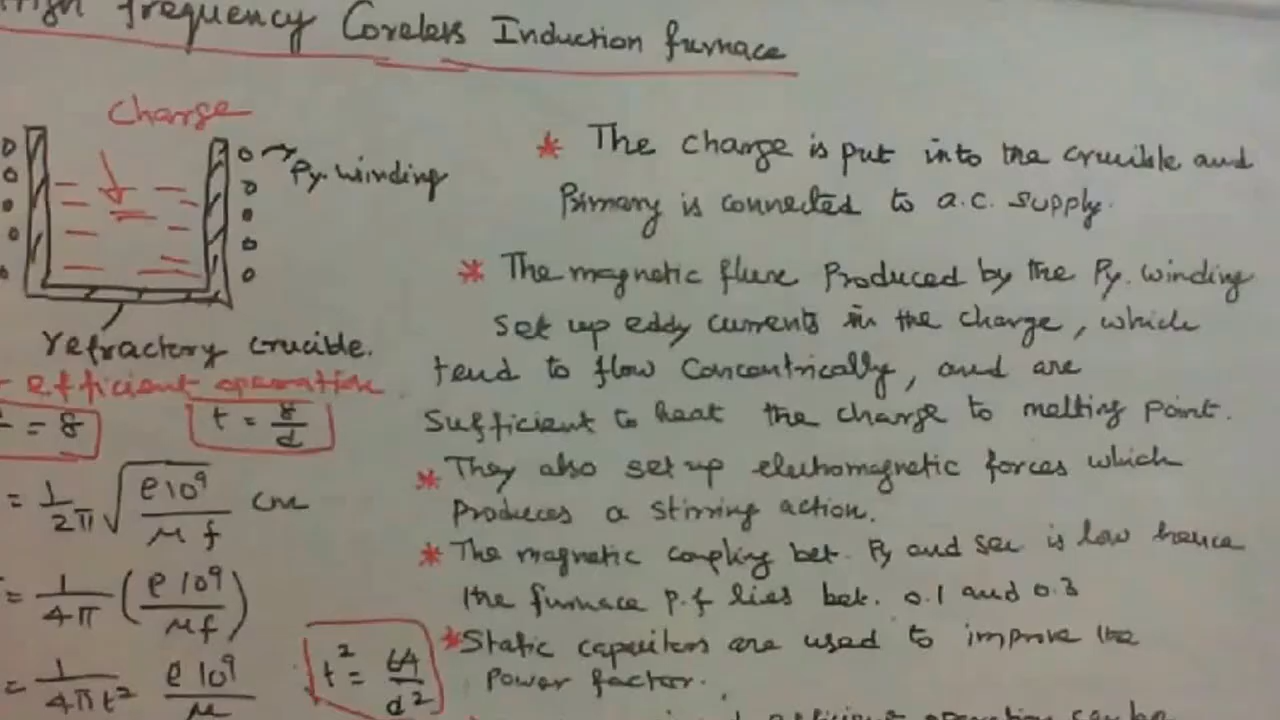 frequency Coreless Induction furnace
Charge
Py. winding
refractory crucible.
efficient operation
= 8
t = 8/d
= 1/2π √(ρ10⁹/μf) cm
= 1/4π (ρ10⁹/μf)
= 1/4πt² ρ10⁹/μ
t² = 64/d²
* The charge is put into the crucible and
Primary is connected to a.c. supply.
* The magnetic flux Produced by the Py. winding
set up eddy currents in the charge, which
tend to flow Concentrically, and are
Sufficient to heat the charge to melting point.
* They also set up electromagnetic forces which
produces a stirring action.
* The magnetic coupling bet. Py and sec is low hence
the furnace p.f lies bet. 0.1 and 0.3
* Static capacitors are used to improve the
Power factor.
efficient operation can be